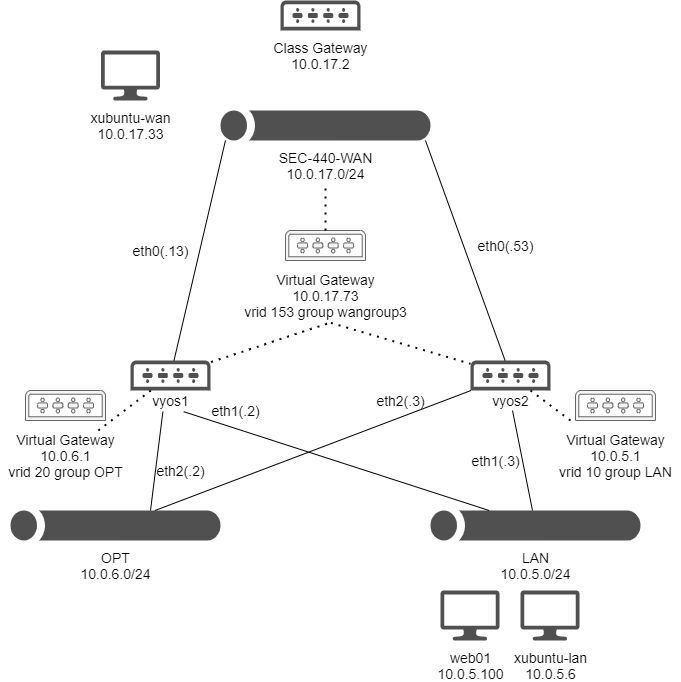 Class Gateway
10.0.17.2
xubuntu-wan
10.0.17.33
SEC-440-WAN
10.0.17.0/24
eth0(.13)
eth0(.53)
Virtual Gateway
10.0.17.73
vrid 153 group wangroup3
vyos1
eth1(.2)
eth2(.3)
vyos2
Virtual Gateway
10.0.6.1
vrid 20 group OPT
eth2(.2)
eth1(.3)
Virtual Gateway
10.0.5.1
vrid 10 group LAN
OPT
10.0.6.0/24
LAN
10.0.5.0/24
web01
10.0.5.100
xubuntu-lan
10.0.5.6